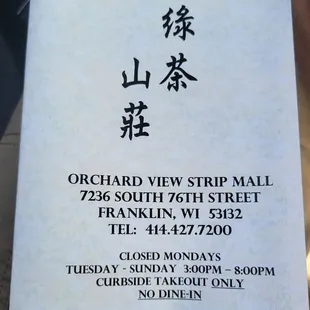 綠茶
山莊
ORCHARD VIEW STRIP MALL
7236 SOUTH 76TH STREET
FRANKLIN, WI 53132
TEL: 414.427.7200
CLOSED MONDAYS
TUESDAY - SUNDAY 3:00PM – 8:00PM
CURBSIDE TAKEOUT ONLY
NO DINE-IN